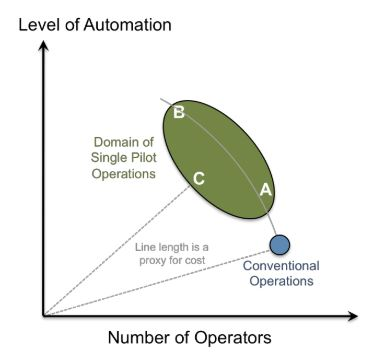 Level of Automation
B
Domain of
Single Pilot
Operations
C
A
Line length is a
proxy for cost
Conventional
Operations
Number of Operators